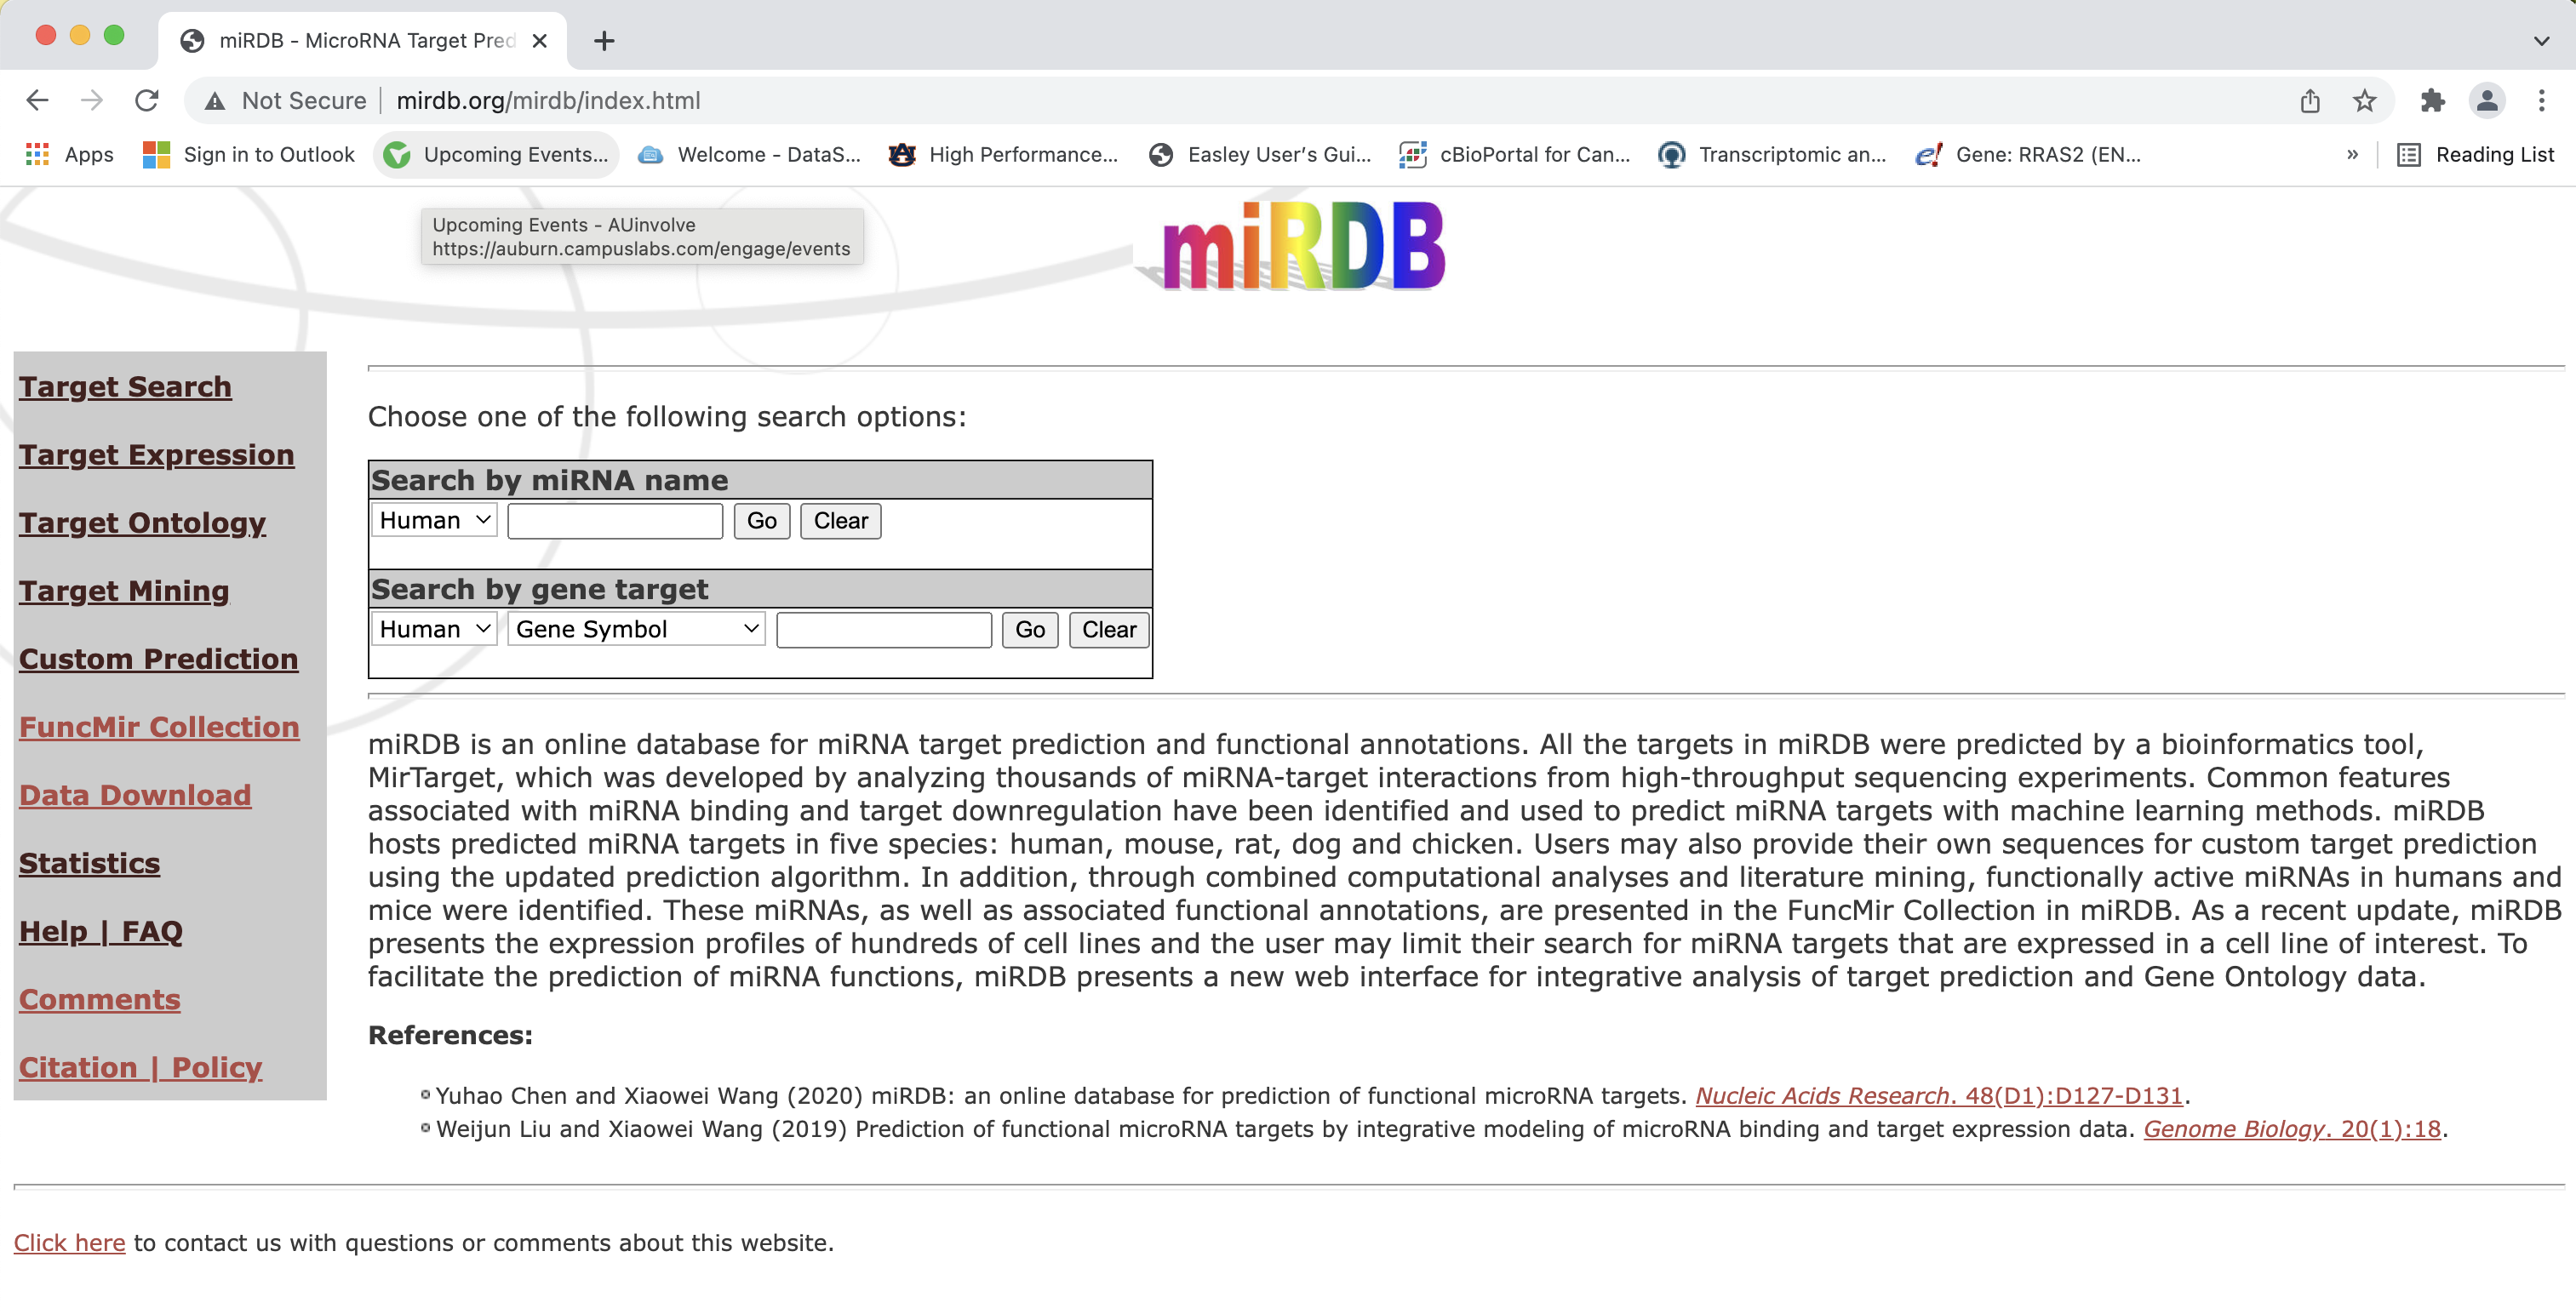 miRDB - MicroRNA Target Pred
Not Secure | mirdb.org/mirdb/index.html
Apps Sign in to Outlook Upcoming Events... Welcome - DataS... High Performance... Easley User's Gui... cBioPortal for Can... Transcriptomic an... e! Gene: RRAS2 (EN... » Reading List
Upcoming Events - AUinvolve
https://auburn.campuslabs.com/engage/events
miRDB
Target Search
Target Expression
Target Ontology
Target Mining
Custom Prediction
FuncMir Collection
Data Download
Statistics
Help | FAQ
Comments
Citation | Policy
Choose one of the following search options:
Search by miRNA name
Human Go Clear
Search by gene target
Human Gene Symbol Go Clear
miRDB is an online database for miRNA target prediction and functional annotations. All the targets in miRDB were predicted by a bioinformatics tool,
MirTarget, which was developed by analyzing thousands of miRNA-target interactions from high-throughput sequencing experiments. Common features
associated with miRNA binding and target downregulation have been identified and used to predict miRNA targets with machine learning methods. miRDB
hosts predicted miRNA targets in five species: human, mouse, rat, dog and chicken. Users may also provide their own sequences for custom target prediction
using the updated prediction algorithm. In addition, through combined computational analyses and literature mining, functionally active miRNAs in humans and
mice were identified. These miRNAs, as well as associated functional annotations, are presented in the FuncMir Collection in miRDB. As a recent update, miRDB
presents the expression profiles of hundreds of cell lines and the user may limit their search for miRNA targets that are expressed in a cell line of interest. To
facilitate the prediction of miRNA functions, miRDB presents a new web interface for integrative analysis of target prediction and Gene Ontology data.
References:
Yuhao Chen and Xiaowei Wang (2020) miRDB: an online database for prediction of functional microRNA targets. Nucleic Acids Research. 48(D1):D127-D131.
Weijun Liu and Xiaowei Wang (2019) Prediction of functional microRNA targets by integrative modeling of microRNA binding and target expression data. Genome Biology. 20(1):18.
Click here to contact us with questions or comments about this website.